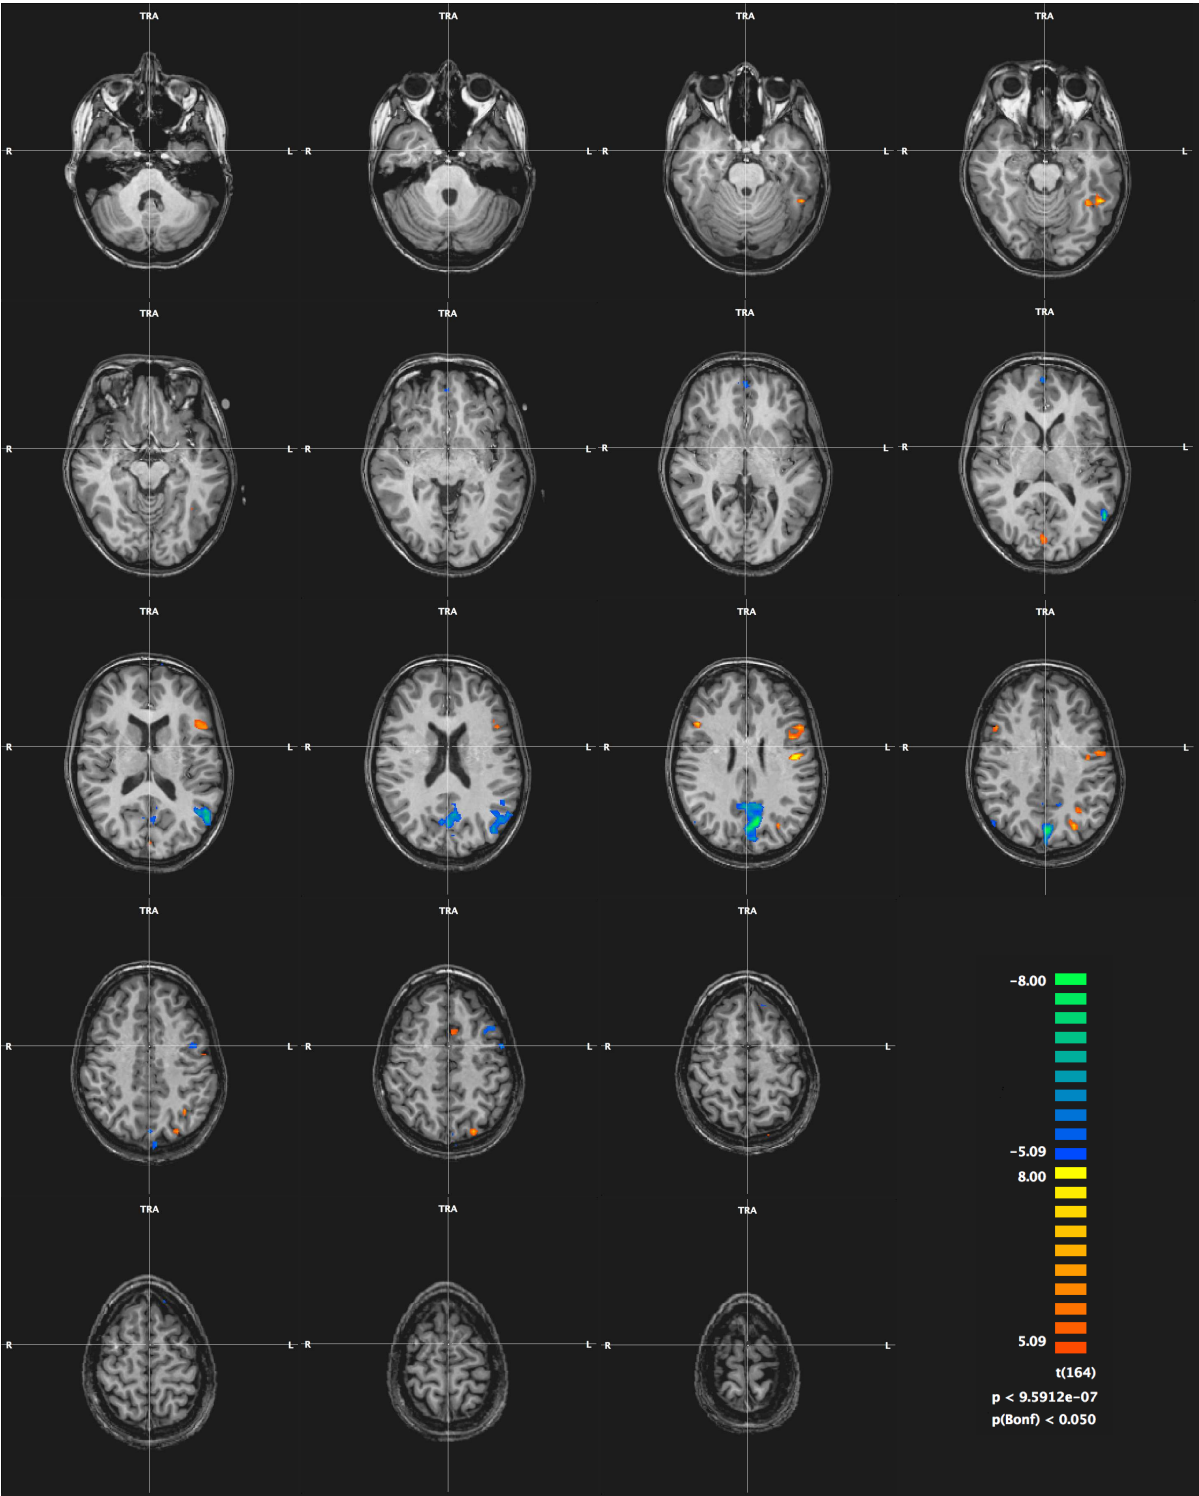 TRA TRA TRA TRA
R L R L R L R L
TRA TRA TRA TRA
R L R L R L R L
TRA TRA TRA TRA
R L R L R L R L
TRA TRA TRA
R L R L R L
-8.00
-5.09
8.00
5.09
t(164)
p < 9.5912e-07
p(Bonf) < 0.050
TRA TRA TRA
R L R L R L